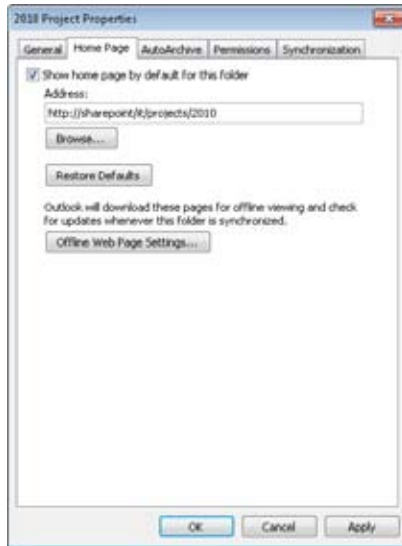 2010 Project Properties
General Home Page AutoArchive Permissions Synchronization
Show home page by default for this folder
Address:
http://sharepoint/it/projects/2010
Browse...
Restore Defaults
Outlook will download these pages for offline viewing and check
for updates whenever this folder is synchronized.
Offline Web Page Settings...
OK Cancel Apply